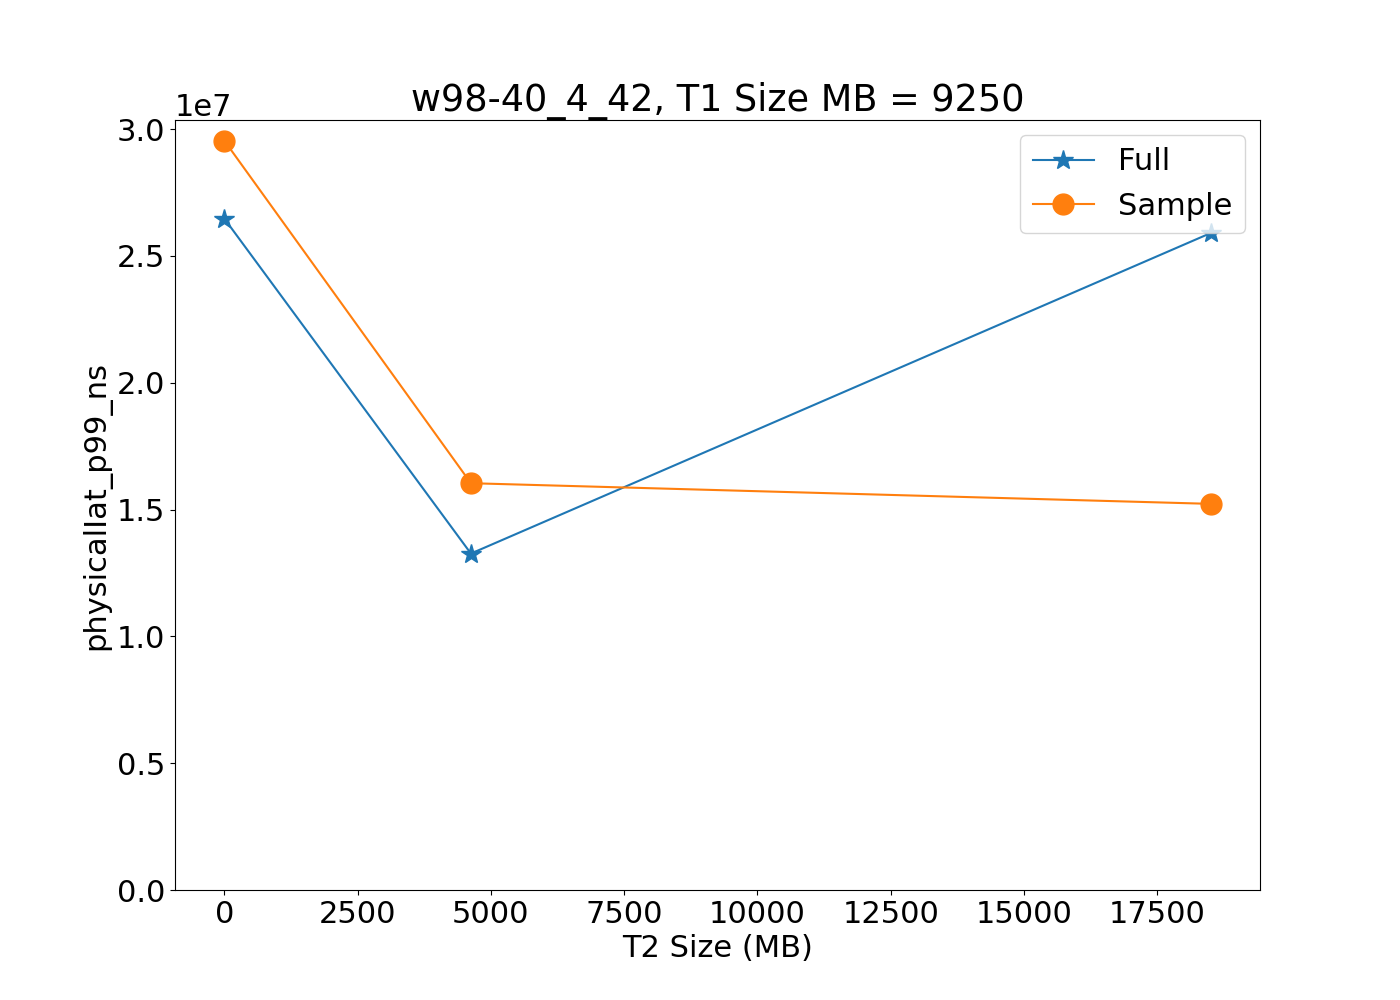 w98-40_4_42, T1 Size MB = 9250
1e7
3.0
2.5
2.0
1.5
1.0
0.5
0.0
physicallat_p99_ns
Full
Sample
0 2500 5000 7500 10000 12500 15000 17500
T2 Size (MB)